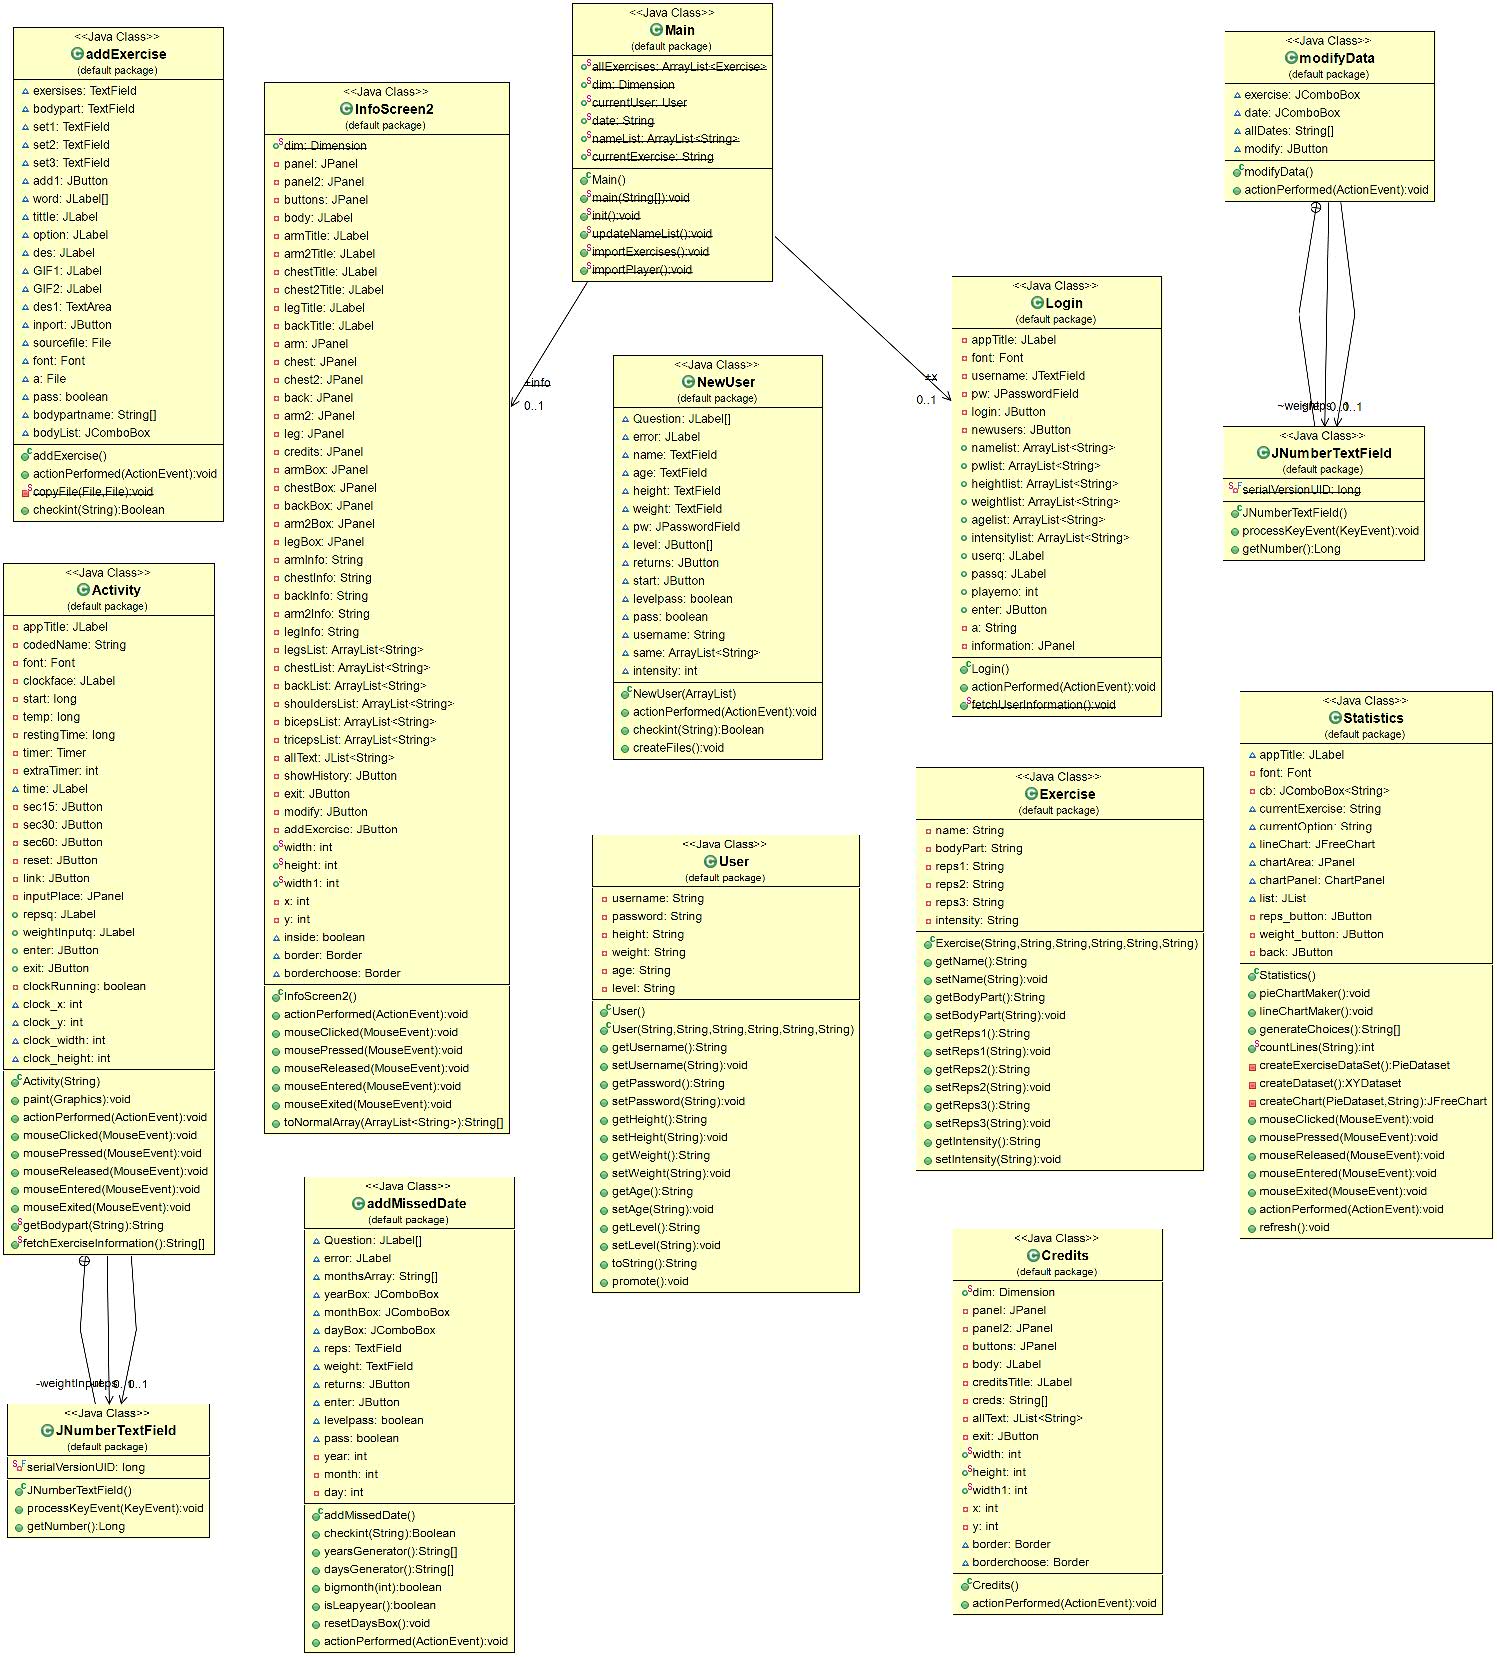 <<Java Class>>
addExercise
(default package)
exersises: TextField
bodypart: TextField
set1: TextField
set2: TextField
set3: TextField
add1: JButton
word: JLabel[]
tittle: JLabel
option: JLabel
des: JLabel
GIF1: JLabel
GIF2: JLabel
des1: TextArea
inport: JButton
sourcefile: File
font: Font
a: File
pass: boolean
bodypartname: String[]
bodyList: JComboBox
addExercise()
actionPerformed(ActionEvent):void
copyFile(File,File):void
checkint(String):Boolean
<<Java Class>>
Activity
(default package)
appTitle: JLabel
codedName: String
font: Font
clockface: JLabel
start: long
temp: long
restingTime: long
timer: Timer
extraTimer: int
time: JLabel
sec15: JButton
sec30: JButton
sec60: JButton
reset: JButton
link: JButton
inputPlace: JPanel
repsq: JLabel
weightInputq: JLabel
enter: JButton
exit: JButton
clockRunning: boolean
clock_x: int
clock_y: int
clock_width: int
clock_height: int
Activity(String)
paint(Graphics):void
actionPerformed(ActionEvent):void
mouseClicked(MouseEvent):void
mousePressed(MouseEvent):void
mouseReleased(MouseEvent):void
mouseEntered(MouseEvent):void
mouseExited(MouseEvent):void
getBodypart(String):String
fetchExerciseInformation():String[]
0..1
<<Java Class>>
JNumberTextField
(default package)
serialVersionUID: long
JNumberTextField()
processKeyEvent(KeyEvent):void
getNumber():Long
<<Java Class>>
InfoScreen2
(default package)
dim: Dimension
panel: JPanel
panel2: JPanel
buttons: JPanel
body: JLabel
armTitle: JLabel
arm2Title: JLabel
chestTitle: JLabel
chest2Title: JLabel
legTitle: JLabel
backTitle: JLabel
arm: JPanel
chest: JPanel
chest2: JPanel
back: JPanel
arm2: JPanel
leg: JPanel
credits: JPanel
armBox: JPanel
chestBox: JPanel
backBox: JPanel
arm2Box: JPanel
legBox: JPanel
armInfo: String
chestInfo: String
backInfo: String
arm2Info: String
legInfo: String
legsList: ArrayList<String>
chestList: ArrayList<String>
backList: ArrayList<String>
shouldersList: ArrayList<String>
bicepsList: ArrayList<String>
tricepsList: ArrayList<String>
allText: JList<String>
showHistory: JButton
exit: JButton
modify: JButton
addExercise: JButton
width: int
height: int
width1: int
x: int
y: int
inside: boolean
border: Border
borderchoose: Border
InfoScreen2()
actionPerformed(ActionEvent):void
mouseClicked(MouseEvent):void
mousePressed(MouseEvent):void
mouseReleased(MouseEvent):void
mouseEntered(MouseEvent):void
mouseExited(MouseEvent):void
toNormalArray(ArrayList<String>):String[]
<<Java Class>>
addMissedDate
(default package)
Question: JLabel[]
error: JLabel
monthsArray: String[]
yearBox: JComboBox
monthBox: JComboBox
dayBox: JComboBox
reps: TextField
weight: TextField
returns: JButton
enter: JButton
levelpass: boolean
pass: boolean
year: int
month: int
day: int
addMissedDate()
checkint(String):Boolean
yearsGenerator():String[]
daysGenerator():String[]
bigmonth(int):boolean
isLeapyear():boolean
resetDaysBox():void
actionPerformed(ActionEvent):void
<<Java Class>>
Main
(default package)
allExercises: ArrayList<Exercise>
dim: Dimension
currentUser: User
date: String
nameList: ArrayList<String>
currentExercise: String
Main()
main(String[]):void
init():void
updateNameList():void
importExercises():void
importPlayer():void
+info
0..1
+x
0..1
<<Java Class>>
NewUser
(default package)
Question: JLabel[]
error: JLabel
name: TextField
age: TextField
height: TextField
weight: TextField
pw: JPasswordField
level: JButton[]
returns: JButton
start: JButton
levelpass: boolean
pass: boolean
username: String
same: ArrayList<String>
intensity: int
NewUser(ArrayList)
actionPerformed(ActionEvent):void
checkint(String):Boolean
createFiles():void
<<Java Class>>
User
(default package)
username: String
password: String
height: String
weight: String
age: String
level: String
User()
User(String,String,String,String,String,String)
getUsername():String
setUsername(String):void
getPassword():String
setPassword(String):void
getHeight():String
setHeight(String):void
getWeight():String
setWeight(String):void
getAge():String
setAge(String):void
getLevel():String
setLevel(String):void
toString():String
promote():void
<<Java Class>>
Login
(default package)
appTitle: JLabel
font: Font
username: JTextField
pw: JPasswordField
login: JButton
newusers: JButton
namelist: ArrayList<String>
pwlist: ArrayList<String>
heightlist: ArrayList<String>
weightlist: ArrayList<String>
agelist: ArrayList<String>
intensitylist: ArrayList<String>
userq: JLabel
passq: JLabel
playerno: int
enter: JButton
a: String
information: JPanel
Login()
actionPerformed(ActionEvent):void
fetchUserInformation():void
<<Java Class>>
Exercise
(default package)
name: String
bodyPart: String
reps1: String
reps2: String
reps3: String
intensity: String
Exercise(String,String,String,String,String,String)
getName():String
setName(String):void
getBodyPart():String
setBodyPart(String):void
getReps1():String
setReps1(String):void
getReps2():String
setReps2(String):void
getReps3():String
setReps3(String):void
getIntensity():String
setIntensity(String):void
<<Java Class>>
Credits
(default package)
dim: Dimension
panel: JPanel
panel2: JPanel
buttons: JPanel
body: JLabel
creditsTitle: JLabel
creds: String[]
allText: JList<String>
exit: JButton
width: int
height: int
width1: int
x: int
y: int
border: Border
borderchoose: Border
Credits()
actionPerformed(ActionEvent):void
<<Java Class>>
modifyData
(default package)
exercise: JComboBox
date: JComboBox
allDates: String[]
modify: JButton
modifyData()
actionPerformed(ActionEvent):void
0..1
<<Java Class>>
JNumberTextField
(default package)
serialVersionUID: long
JNumberTextField()
processKeyEvent(KeyEvent):void
getNumber():Long
<<Java Class>>
Statistics
(default package)
appTitle: JLabel
font: Font
cb: JComboBox<String>
currentExercise: String
currentOption: String
lineChart: JFreeChart
chartArea: JPanel
chartPanel: ChartPanel
list: JList
reps_button: JButton
weight_button: JButton
back: JButton
Statistics()
pieChartMaker():void
lineChartMaker():void
generateChoices():String[]
countLines(String):int
createExerciseDataSet():PieDataset
createDataset():XYDataset
createChart(PieDataset,String):JFreeChart
mouseClicked(MouseEvent):void
mousePressed(MouseEvent):void
mouseReleased(MouseEvent):void
mouseEntered(MouseEvent):void
mouseExited(MouseEvent):void
actionPerformed(ActionEvent):void
refresh():void